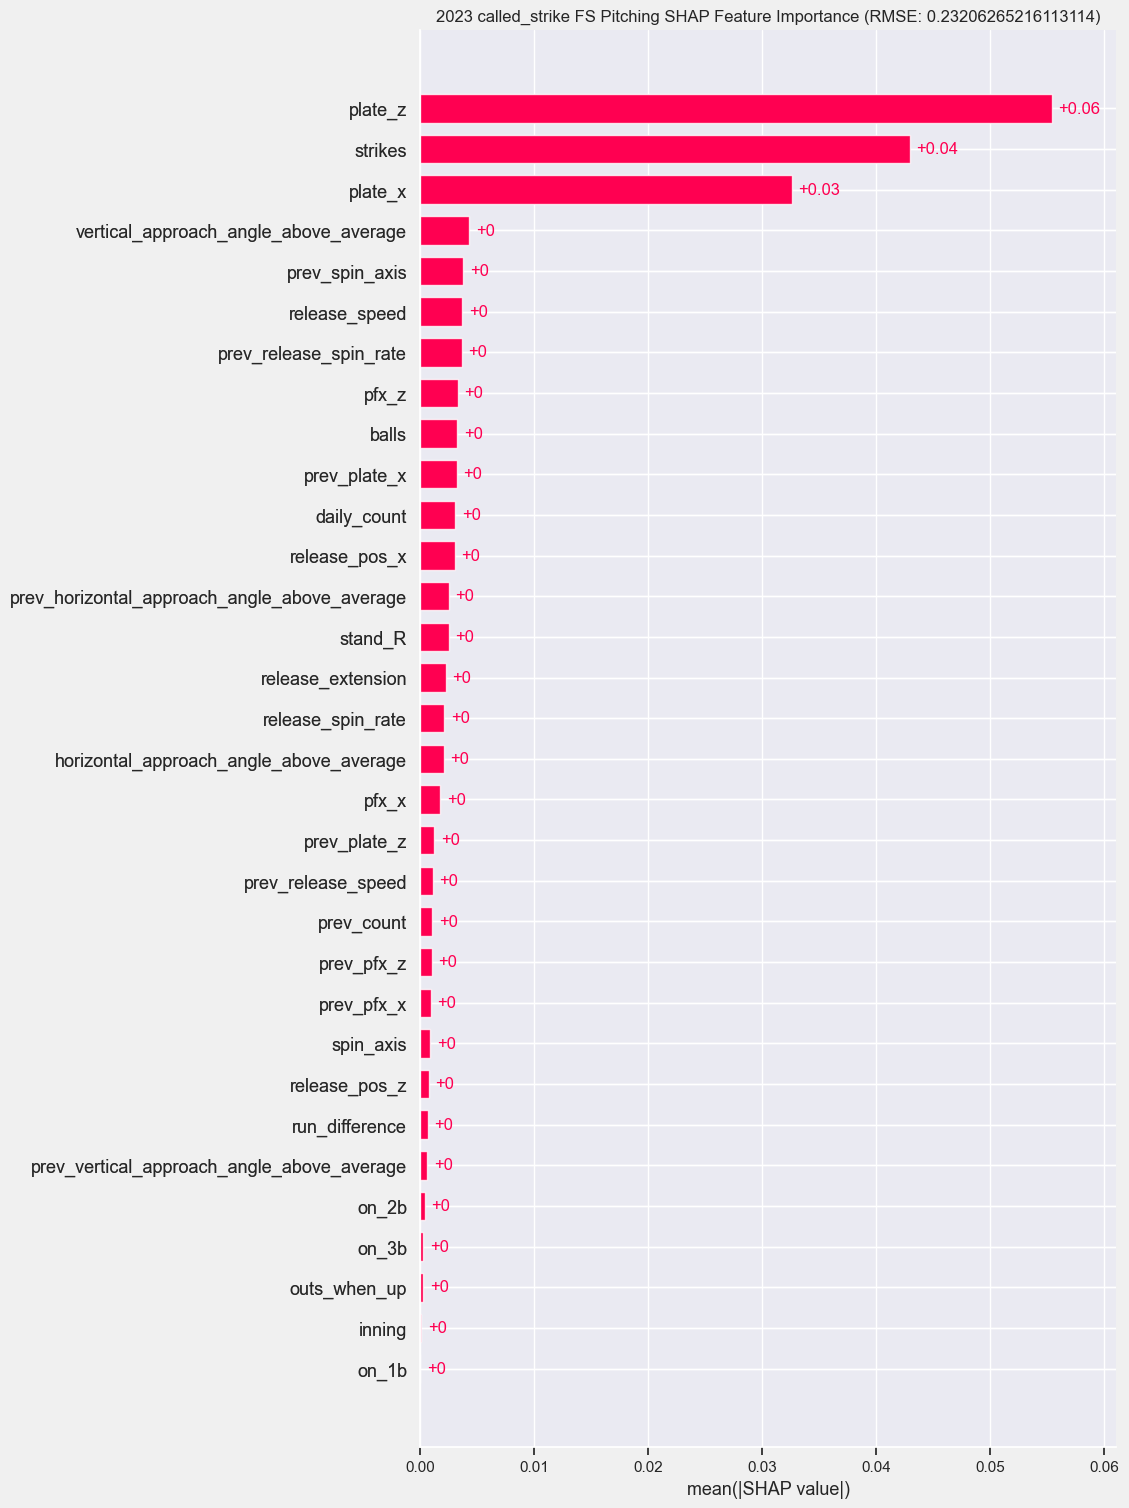 2023 called_strike FS Pitching SHAP Feature Importance (RMSE: 0.23206265216113114)
plate_z +0.06
strikes +0.04
plate_x +0.03
vertical_approach_angle_above_average +0
prev_spin_axis +0
release_speed +0
prev_release_spin_rate +0
pfx_z +0
balls +0
prev_plate_x +0
daily_count +0
release_pos_x +0
prev_horizontal_approach_angle_above_average +0
stand_R +0
release_extension +0
release_spin_rate +0
horizontal_approach_angle_above_average +0
pfx_x +0
prev_plate_z +0
prev_release_speed +0
prev_count +0
prev_pfx_z +0
prev_pfx_x +0
spin_axis +0
release_pos_z +0
run_difference +0
prev_vertical_approach_angle_above_average +0
on_2b +0
on_3b +0
outs_when_up +0
inning +0
on_1b +0
0.00 0.01 0.02 0.03 0.04 0.05 0.06
mean(|SHAP value|)